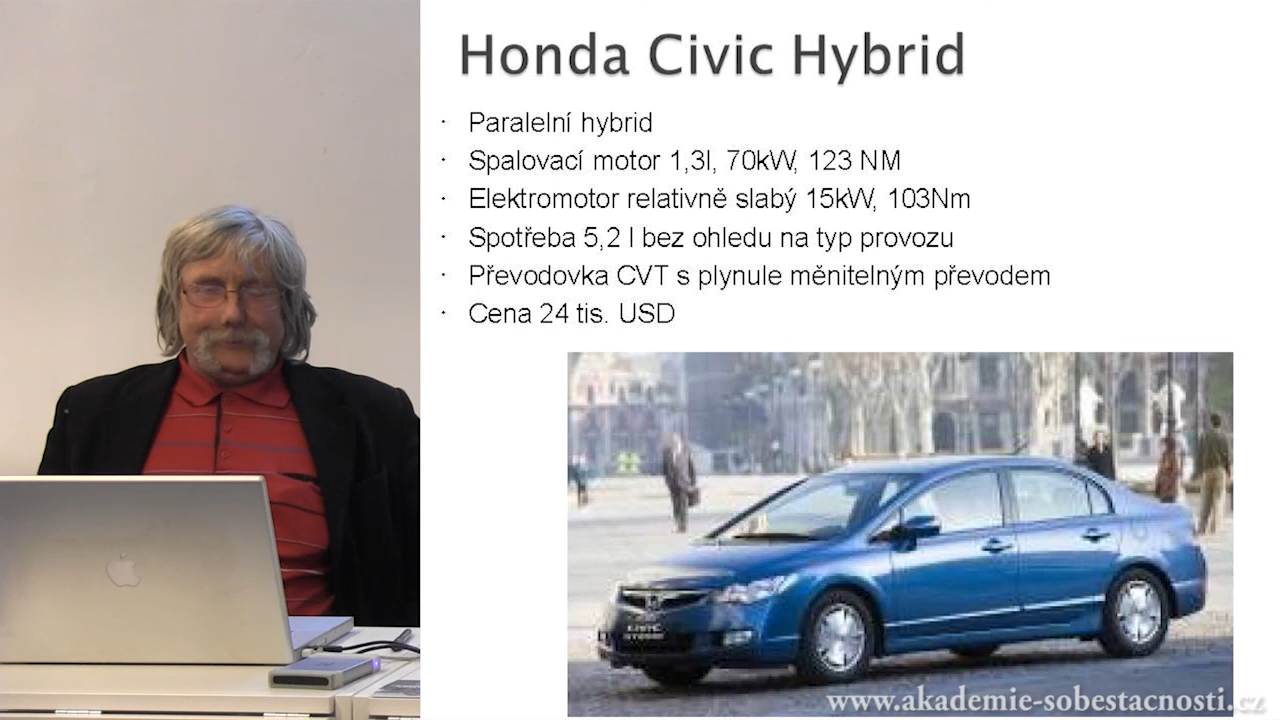 Honda Civic Hybrid
· Paralelní hybrid
· Spalovací motor 1,3l, 70kW, 123 NM
· Elektromotor relativně slabý 15kW, 103Nm
· Spotřeba 5,2 l bez ohledu na typ provozu
· Převodovka CVT s plynule měnitelným převodem
· Cena 24 tis. USD
CIVIC
HYBRID
www.akademie-sobestacnosti.cz